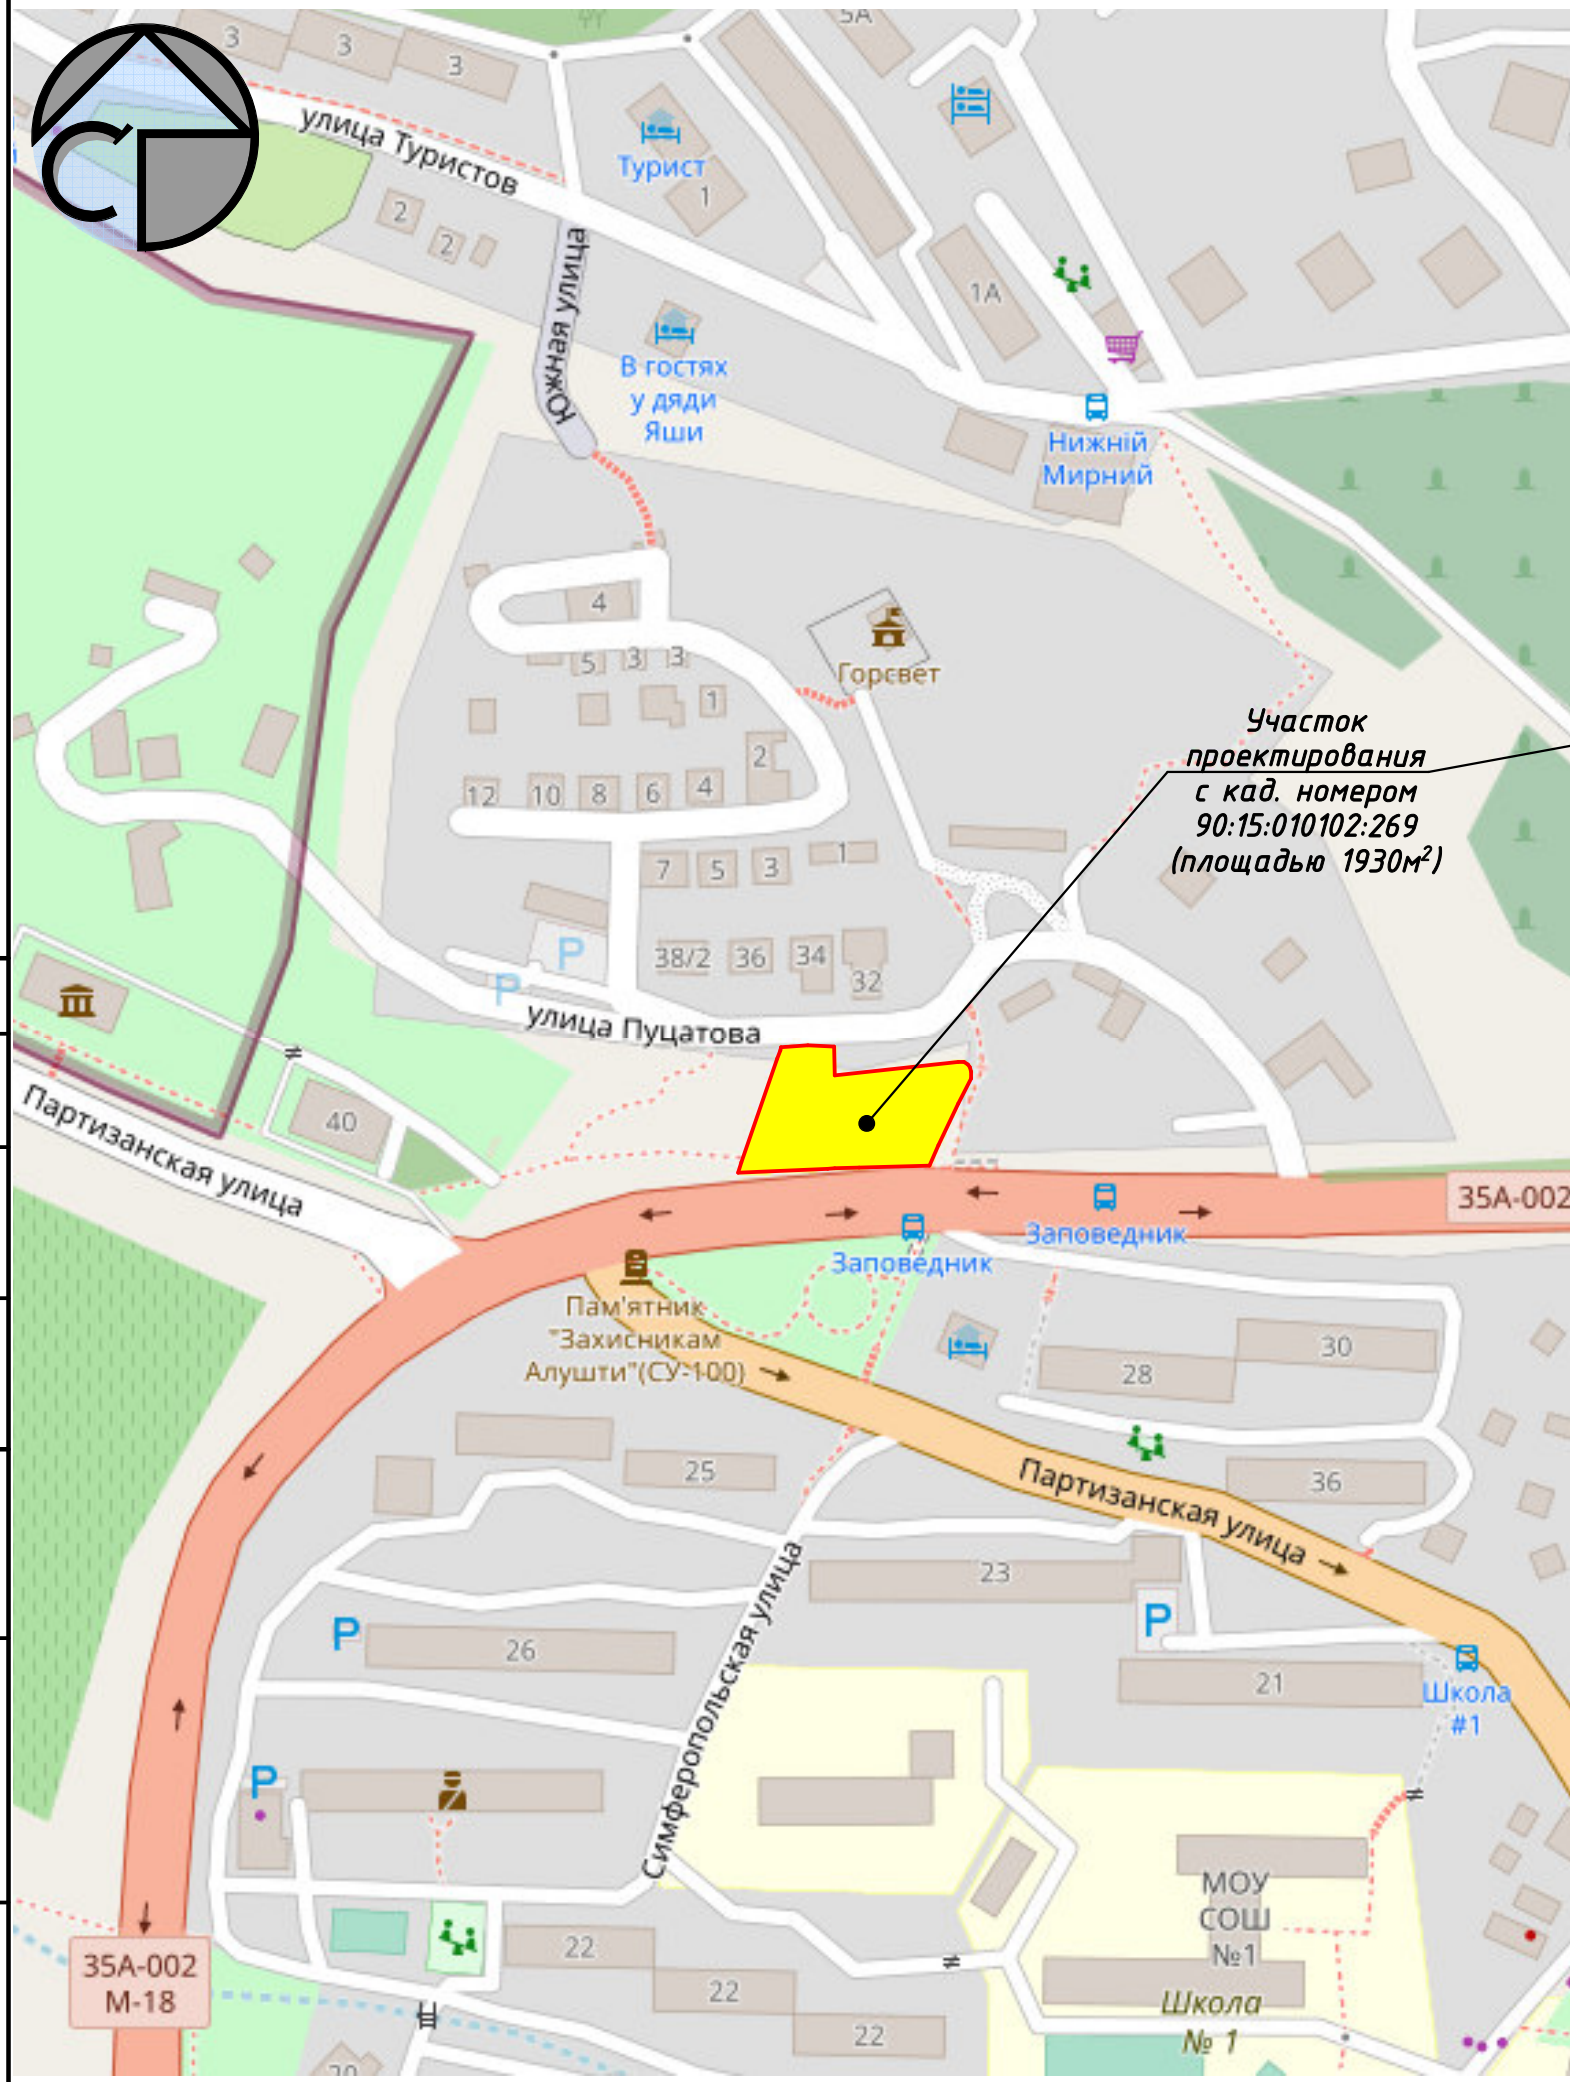 3
3
3
5А
улица Туристов
Турист
1
2
2
Южная улица
1А
В гостях
у дяди
Яши
Нижній
Мирний
4
5
3
3
Горсвет
1
2
Участок
проектирования
с кад. номером
90:15:010102:269
(площадью 1930м²)
12
10
8
6
4
7
5
3
1
P
38/2
36
34
32
P
улица Пуцатова
40
Партизанская улица
35А-002
Заповедник
Заповедник
Пам'ятник
"Захисникам
Алушти"(СУ-100)
30
28
25
36
Партизанская улица
23
P
P
26
21
Школа
#1
Симферопольская улица
P
МОУ
СОШ
№1
35А-002
М-18
22
22
22
Школа
№ 1
20
С